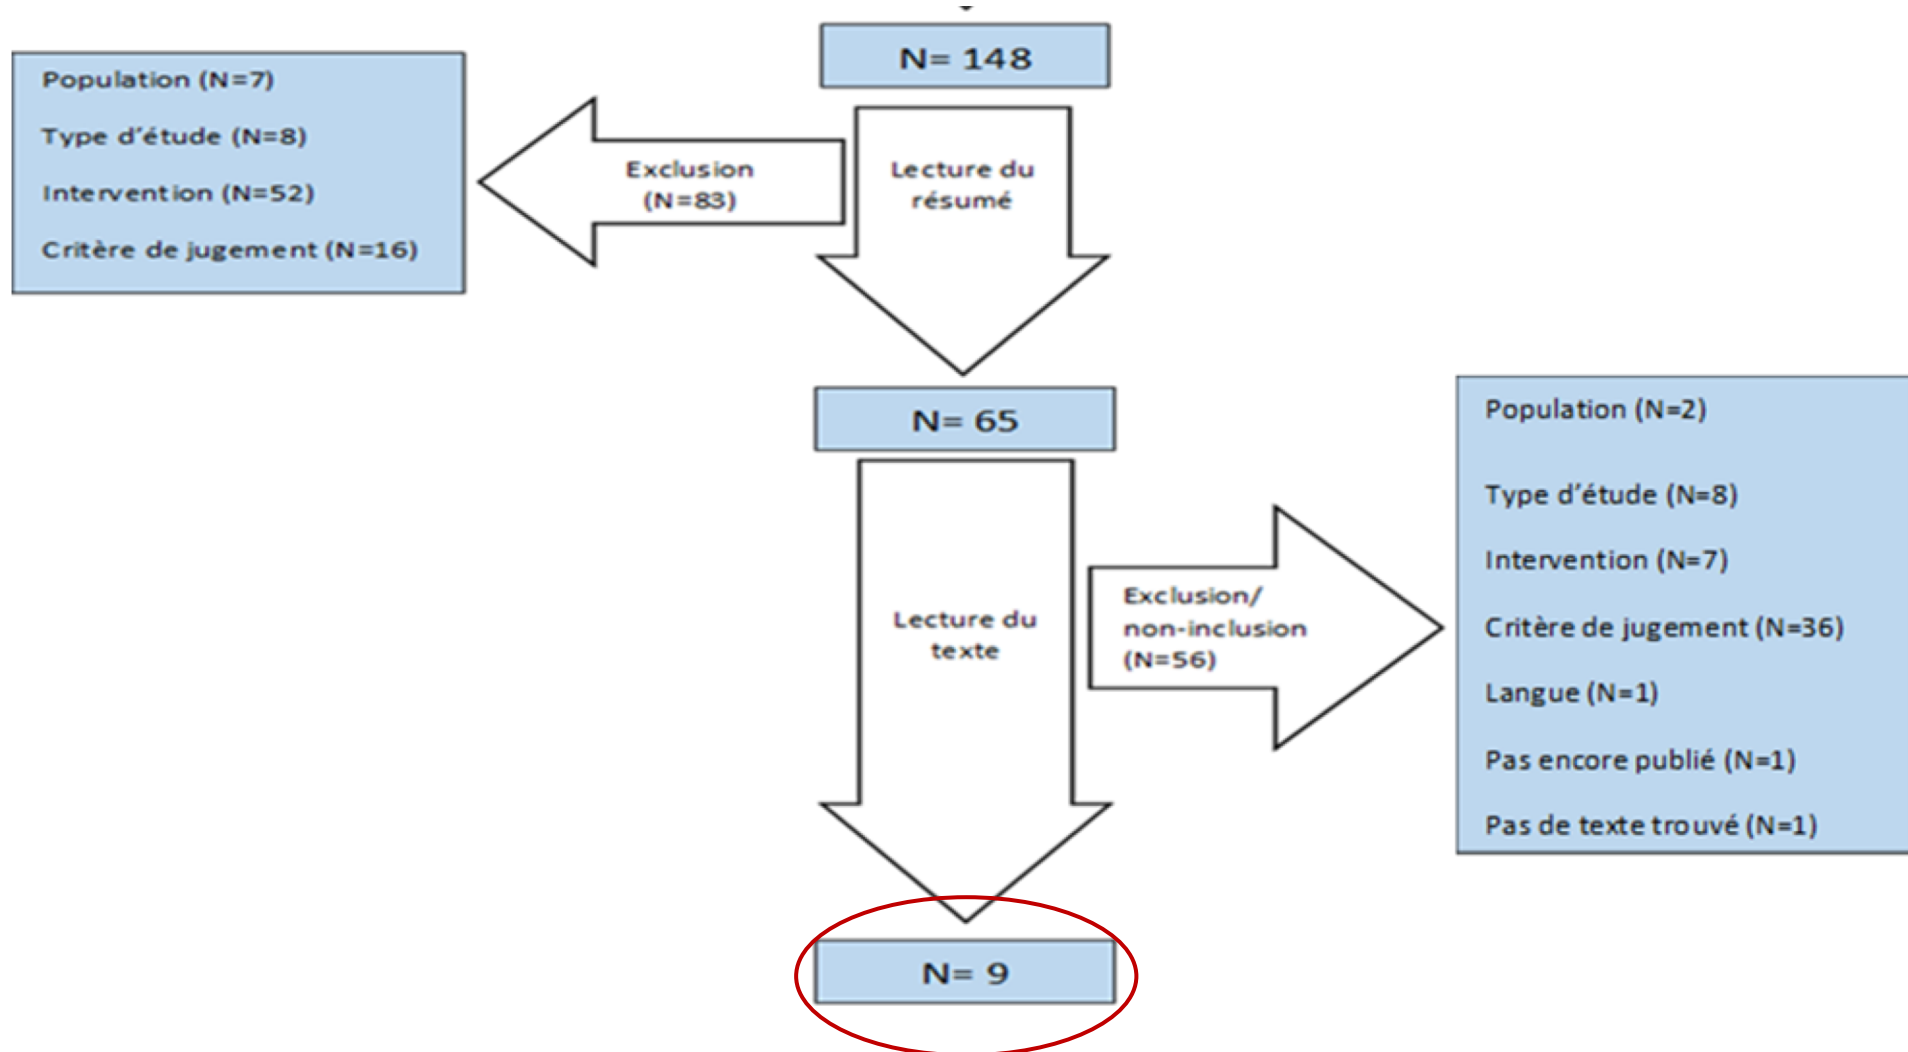 N= 148
Population (N=7)
Type d’étude (N=8)
Intervention (N=52)
Critère de jugement (N=16)
Exclusion
(N=83)
Lecture du
résumé
N= 65
Population (N=2)
Type d’étude (N=8)
Intervention (N=7)
Critère de jugement (N=36)
Langue (N=1)
Pas encore publié (N=1)
Pas de texte trouvé (N=1)
Exclusion/
non-inclusion
(N=56)
Lecture du
texte
N= 9